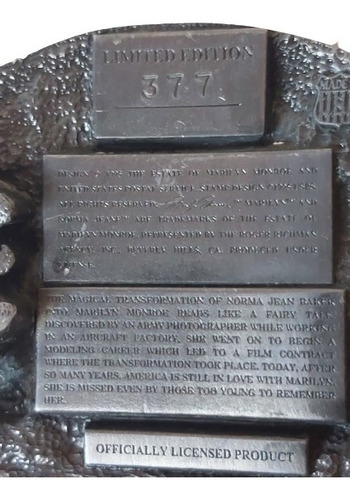 LIMITED EDITION
377
MADE
DESIGN © 1995 THE ESTATE OF MARILYN MONROE AND
UNITED STATES POSTAL SERVICE. STAMP DESIGN © 1995 USPS.
ALL RIGHTS RESERVED. " MARILYN" AND
NORMA JEANE" ARE TRADEMARKS OF THE ESTATE OF
MARILYN MONROE. REPRESENTED BY THE ROGER RICHMAN
AGENCY, INC., BEVERLY HILLS, CA. PRODUCED UNDER
LICENSE.
THE MAGICAL TRANSFORMATION OF NORMA JEAN BAKER
INTO MARILYN MONROE READS LIKE A FAIRY TALE.
DISCOVERED BY AN ARMY PHOTOGRAPHER WHILE WORKING
IN AN AIRCRAFT FACTORY, SHE WENT ON TO BEGIN A
MODELING CAREER WHICH LED TO A FILM CONTRACT
WHERE THE TRANSFORMATION TOOK PLACE. TODAY, AFTER
SO MANY YEARS, AMERICA IS STILL IN LOVE WITH MARILYN.
SHE IS MISSED EVEN BY THOSE TOO YOUNG TO REMEMBER
HER.
OFFICIALLY LICENSED PRODUCT